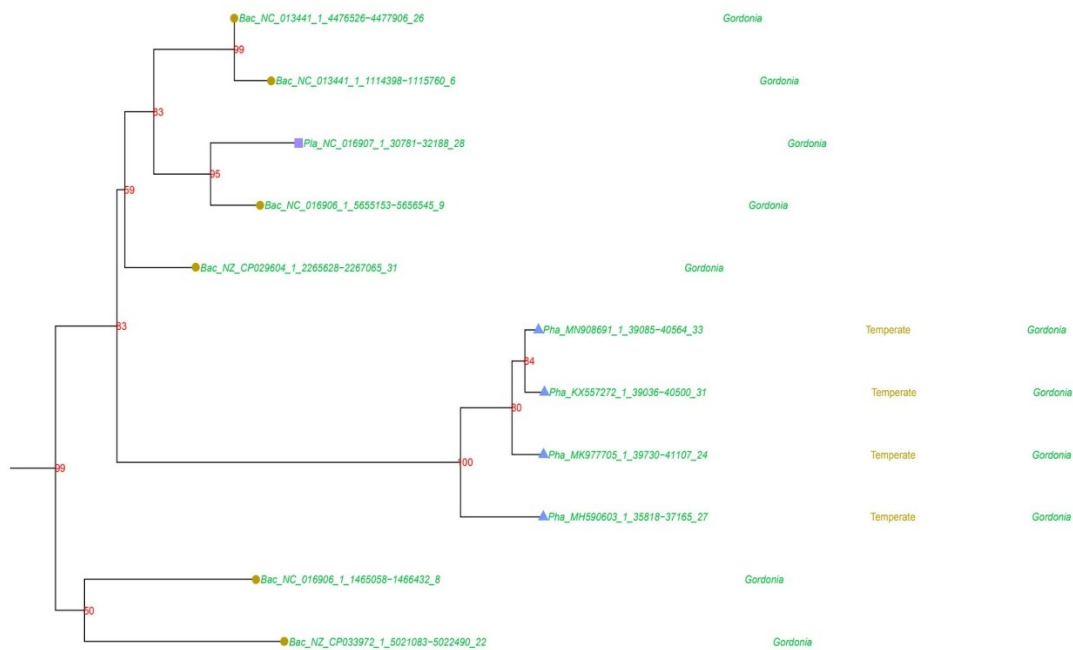 Bac_NC_013441_1_4476526−4477906_26 Gordonia
99
Bac_NC_013441_1_1114398−1115760_6 Gordonia
83
Pla_NC_016907_1_30781−32188_28 Gordonia
95
59
Bac_NC_016906_1_5655153−5656545_9 Gordonia
Bac_NZ_CP029604_1_2265628−2267065_31 Gordonia
83
Pha_MN908691_1_39085−40564_33 Temperate Gordonia
84
Pha_KX557272_1_39036−40500_31 Temperate Gordonia
80
Pha_MK977705_1_39730−41107_24 Temperate Gordonia
99
100
Pha_MH590603_1_35818−37165_27 Temperate Gordonia
Bac_NC_016906_1_1465058−1466432_8 Gordonia
50
Bac_NZ_CP033972_1_5021083−5022490_22 Gordonia